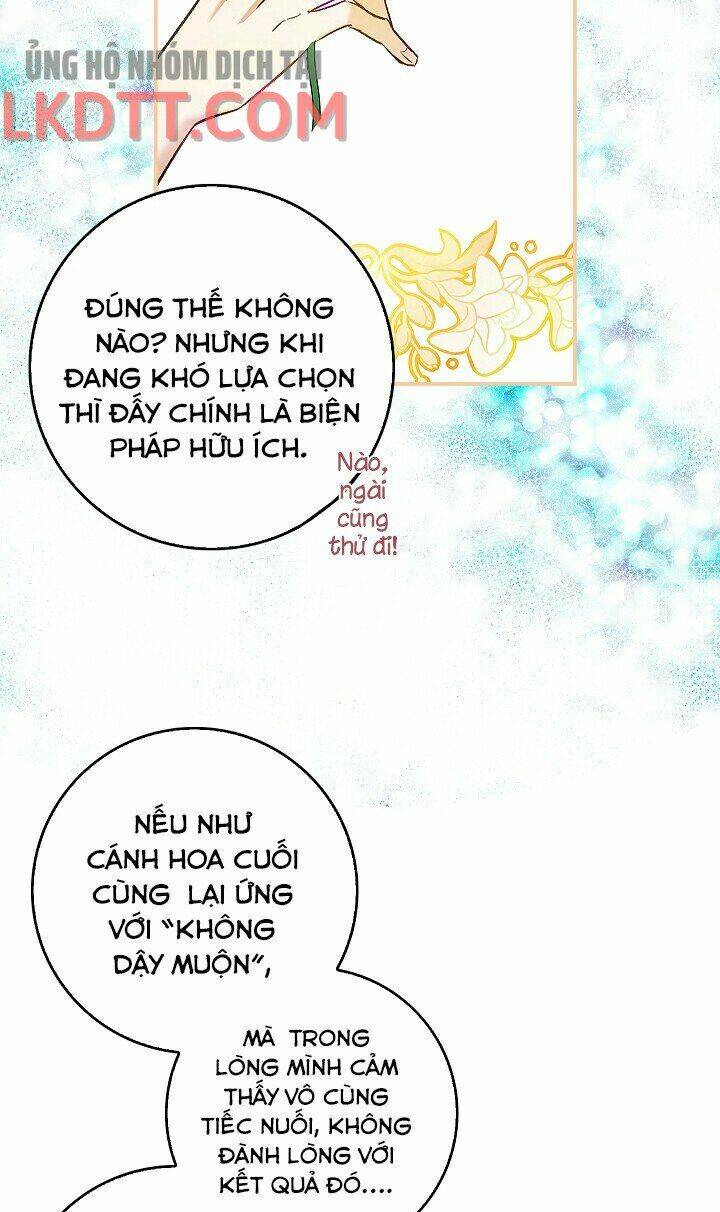 ỦNG HỘ NHÓM DỊCH TẠI
LKDTT.COM
ĐÚNG THẾ KHÔNG
NÀO? NHƯNG KHI
ĐANG KHÓ LỰA CHỌN
THÌ ĐẤY CHÍNH LÀ BIỆN
PHÁP HỮU ÍCH.
Nào,
ngài
cũng
thử đi!
NẾU NHƯ
CÁNH HOA CUỐI
CÙNG LẠI ỨNG
VỚI “KHÔNG
DẬY MUỘN”,
MÀ TRONG
LÒNG MÌNH CẢM
THẤY VÔ CÙNG
TIẾC NUỐI, KHÔNG
ĐÀNH LÒNG VỚI
KẾT QUẢ ĐÓ....